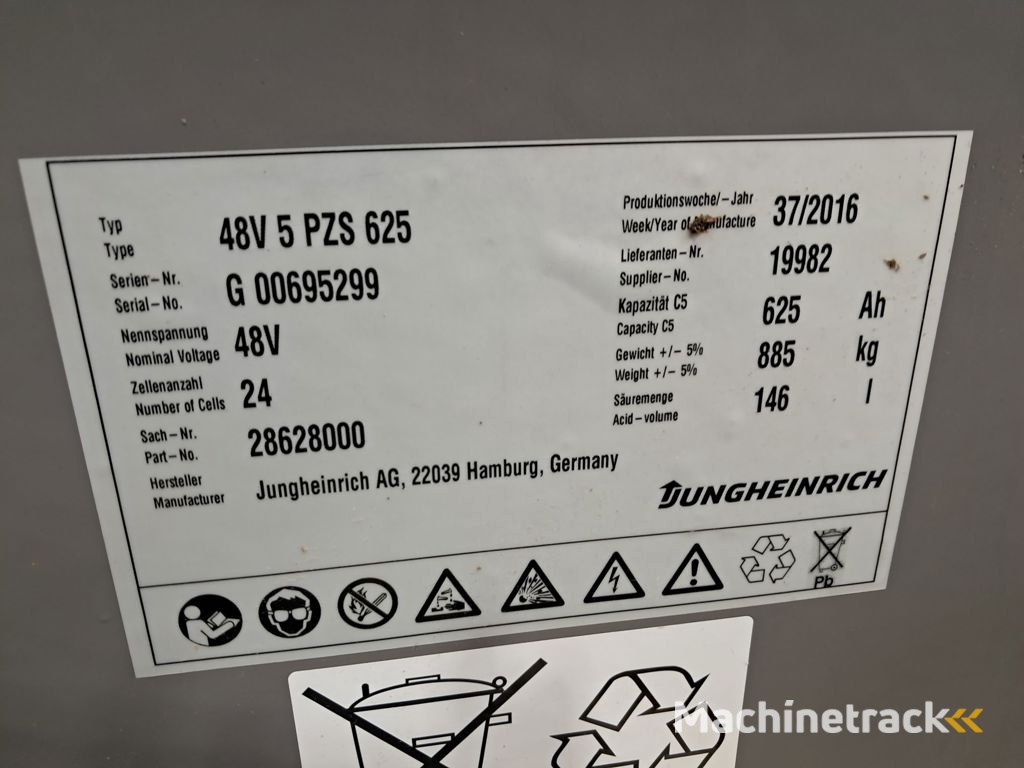 Typ
Type
48V 5 PZS 625
Serien-Nr.
Serial-No.
G 00695299
Nennspannung
Nominal Voltage
48V
Zellenanzahl
Number of Cells
24
Sach-Nr.
Part-No.
28628000
Hersteller
Manufacturer
Jungheinrich AG, 22039 Hamburg, Germany
Produktionswoche/-Jahr
Week/Year of Manufacture
37/2016
Lieferanten-Nr.
Supplier-No.
19982
Kapazität C5
Capacity C5
625 Ah
Gewicht +/- 5%
Weight +/- 5%
885 kg
Säuremenge
Acid-volume
146 l
JUNGHEINRICH
Pb
Machinetrack